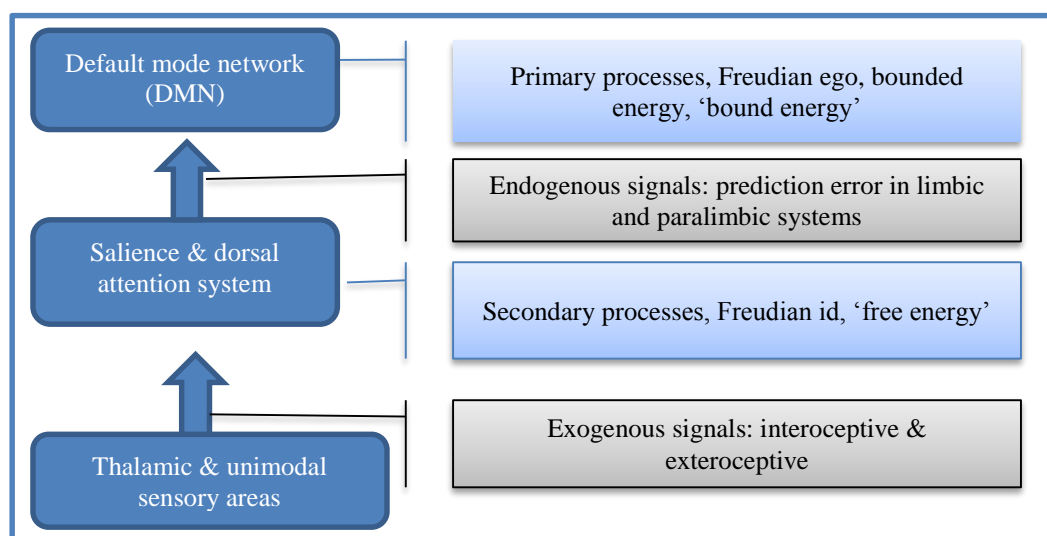 Default mode network
(DMN)
Primary processes, Freudian ego, bounded
energy, ‘bound energy’
Endogenous signals: prediction error in limbic
and paralimbic systems
Salience & dorsal
attention system
Secondary processes, Freudian id, ‘free energy’
Exogenous signals: interoceptive &
exteroceptive
Thalamic & unimodal
sensory areas